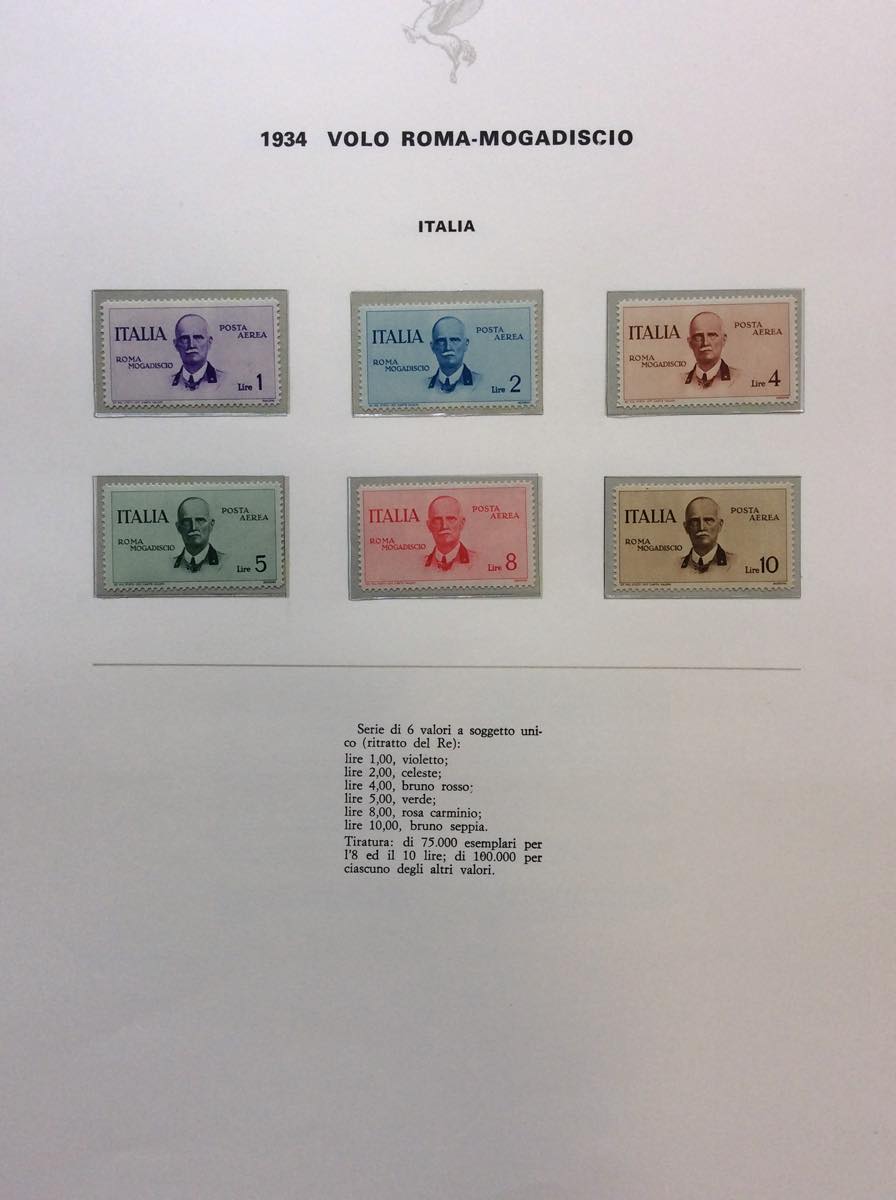 1934 VOLO ROMA-MOGADISCIO
ITALIA
ITALIA
POSTA
AEREA
ROMA
MOGADISCIO
Lire 1
ITALIA
POSTA
AEREA
ROMA
MOGADISCIO
Lire 2
ITALIA
POSTA
AEREA
ROMA
MOGADISCIO
Lire 4
ITALIA
POSTA
AEREA
ROMA
MOGADISCIO
Lire 5
ITALIA
POSTA
AEREA
ROMA
MOGADISCIO
Lire 8
ITALIA
POSTA
AEREA
ROMA
MOGADISCIO
Lire 10
Serie di 6 valori a soggetto uni-
co (ritratto del Re):
lire 1,00, violetto;
lire 2,00, celeste;
lire 4,00, bruno rosso;
lire 5,00, verde;
lire 8,00, rosa carminio;
lire 10,00, bruno seppia.
Tiratura: di 75.000 esemplari per
l'8 ed il 10 lire; di 100.000 per
ciascuno degli altri valori.